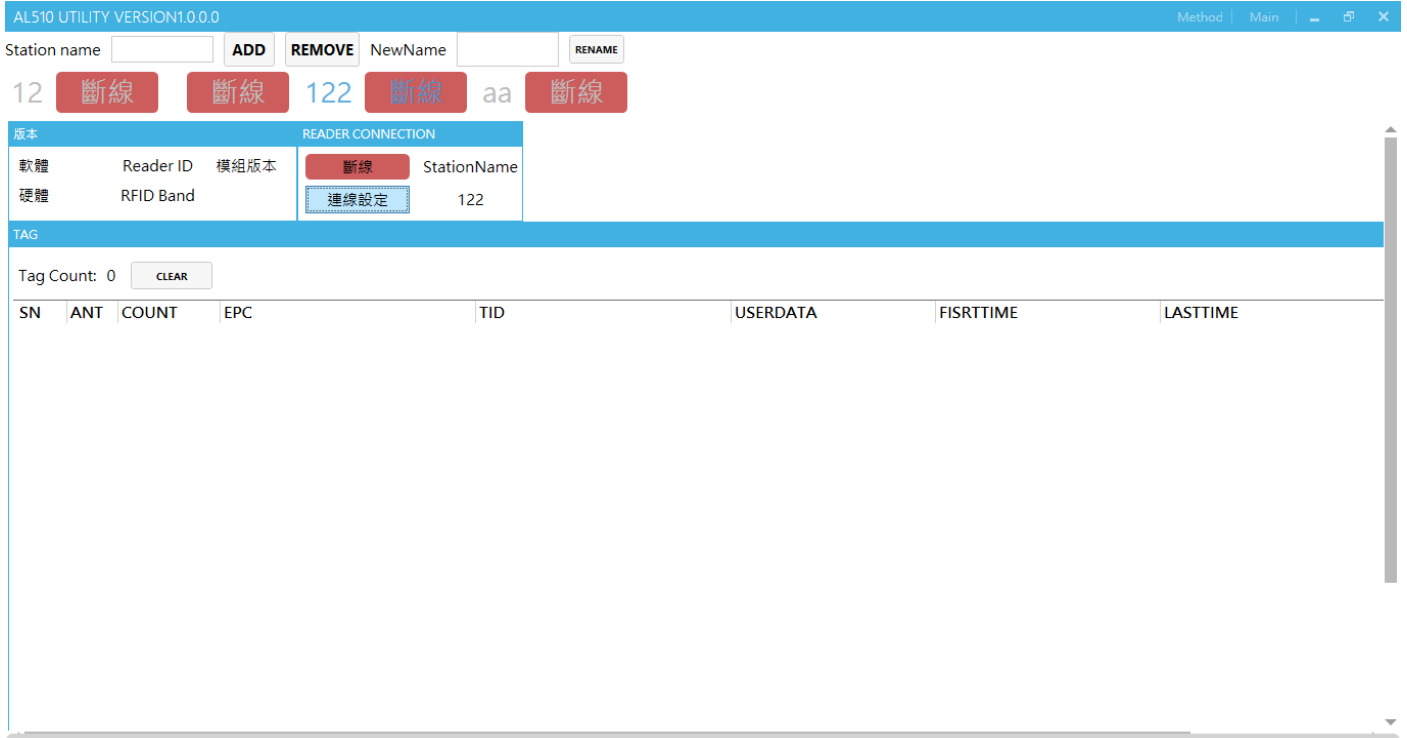 AL510 UTILITY VERSION1.0.0.0 Method Main
Station name ADD REMOVE NewName RENAME
12 斷線 斷線 122 斷線 aa 斷線
版本 READER CONNECTION
軟體 Reader ID 模組版本 斷線 StationName
硬體 RFID Band 連線設定 122
TAG
Tag Count: 0 CLEAR
SN ANT COUNT EPC TID USERDATA FISRTTIME LASTTIME